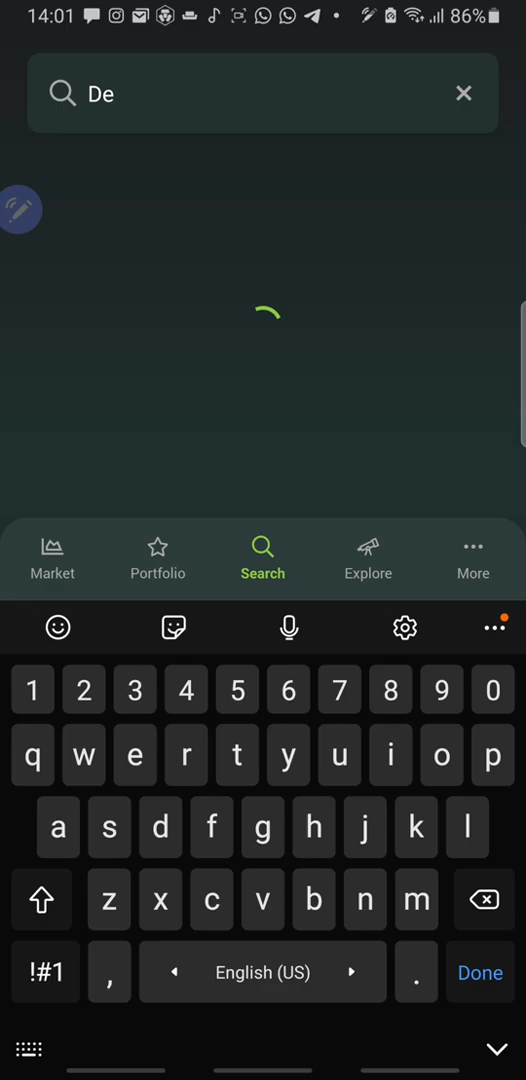 14:01 86%
De
Market Portfolio Search Explore More
1 2 3 4 5 6 7 8 9 0
q w e r t y u i o p
a s d f g h j k l
z x c v b n m
!#1 , English (US) . Done